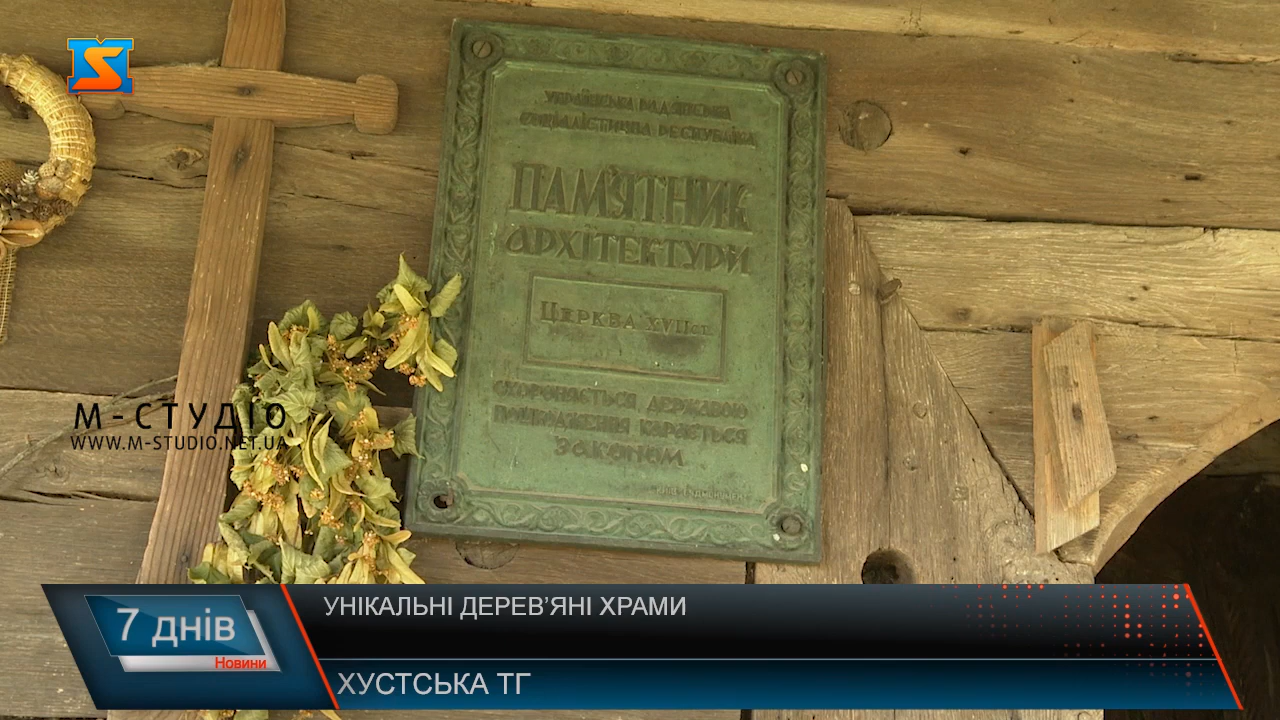 УКРАЇНСЬКА РАДЯНСЬКА
СОЦІАЛІСТИЧНА РЕСПУБЛІКА
ПАМ'ЯТНИК
АРХІТЕКТУРИ
ЦЕРКВА XVII СТ.
ОХОРОНЯЄТЬСЯ ДЕРЖАВОЮ
ПОШКОДЖЕННЯ КАРАЄТЬСЯ
ЗАКОНОМ
М-СТУДІО
WWW.M-STUDIO.NET.UA
7 днів
Новини
УНІКАЛЬНІ ДЕРЕВ’ЯНІ ХРАМИ
ХУСТСЬКА ТГ